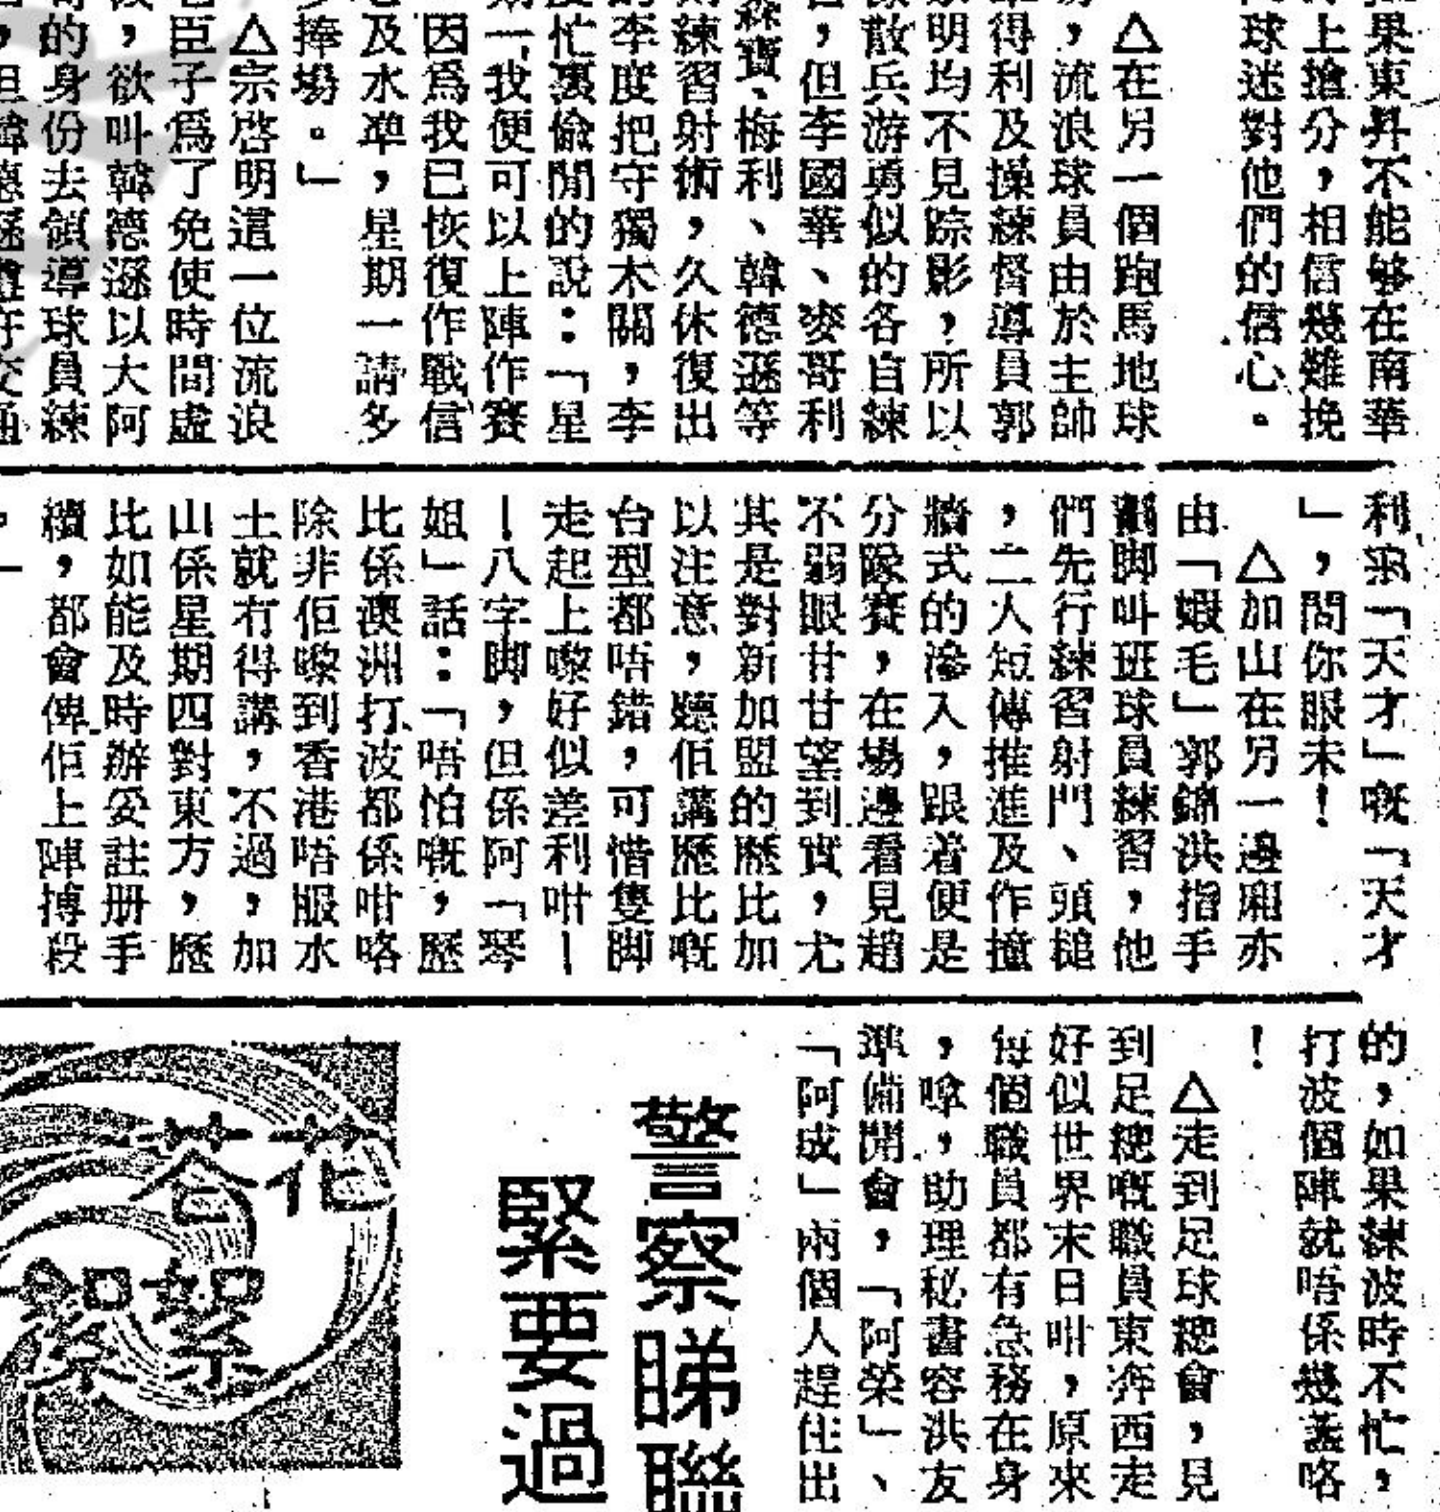 果東昇不能够在南華
上搶分，相信幾難挽
球迷對他們的信心。
△在另一個跑馬地球
，流浪球員由於主帥
得利及操練督導員郭
明均不見踪影，所以
散兵游勇似的各自練
，但李國華、麥哥利
寶、梅利、韓德遜等
練習射術，久休復出
李度把守獨木關，李
忙裏偷閒的說：「星
一，我便可以上陣作賽
因爲我已恢復作戰信
及水準，星期一請多
捧場。」
△宗啓明這一位流浪
臣子爲了免使時間虛
，欲叫韓德遜以大阿
的身份去領導球員練
利笂「天才」嘅「天才
」，問你眼未！
△加山在另一邊廂亦
由「蝦毛」郭錦洪指手
劃脚叫班球員練習，他
們先行練習射門、頭槌
，二人短傳推進及作撞
牆式的滲入，跟着便是
分隊賽，在場邊看見趙
不弱眼甘甘望到實，尤
其是對新加盟的歷比加
以注意，聽佢講歷比嘅
台型都唔錯，可惜隻脚
走起上嚟好似差利咁｜
｜八字脚，但係阿「琴
姐」話：「唔怕嘅，歷
比係澳洲打波都係咁咯
除非佢嚟到香港唔服水
土就冇得講，不過，加
山係星期四對東方，歷
比如能及時辦妥註册手
續，都會俾佢上陣搏殺
。」
的，如果練波時不忙，
打波個陣就唔係幾盞咯
！
△走到足球總會，見
到足總嘅職員東奔西走
好似世界末日咁，原來
每個職員都有急務在身
，嗱，助理秘書容洪友
準備開會，「阿榮」、
「阿成」兩個人趕住出
警察睇聯
緊要過
花茗
絮絮